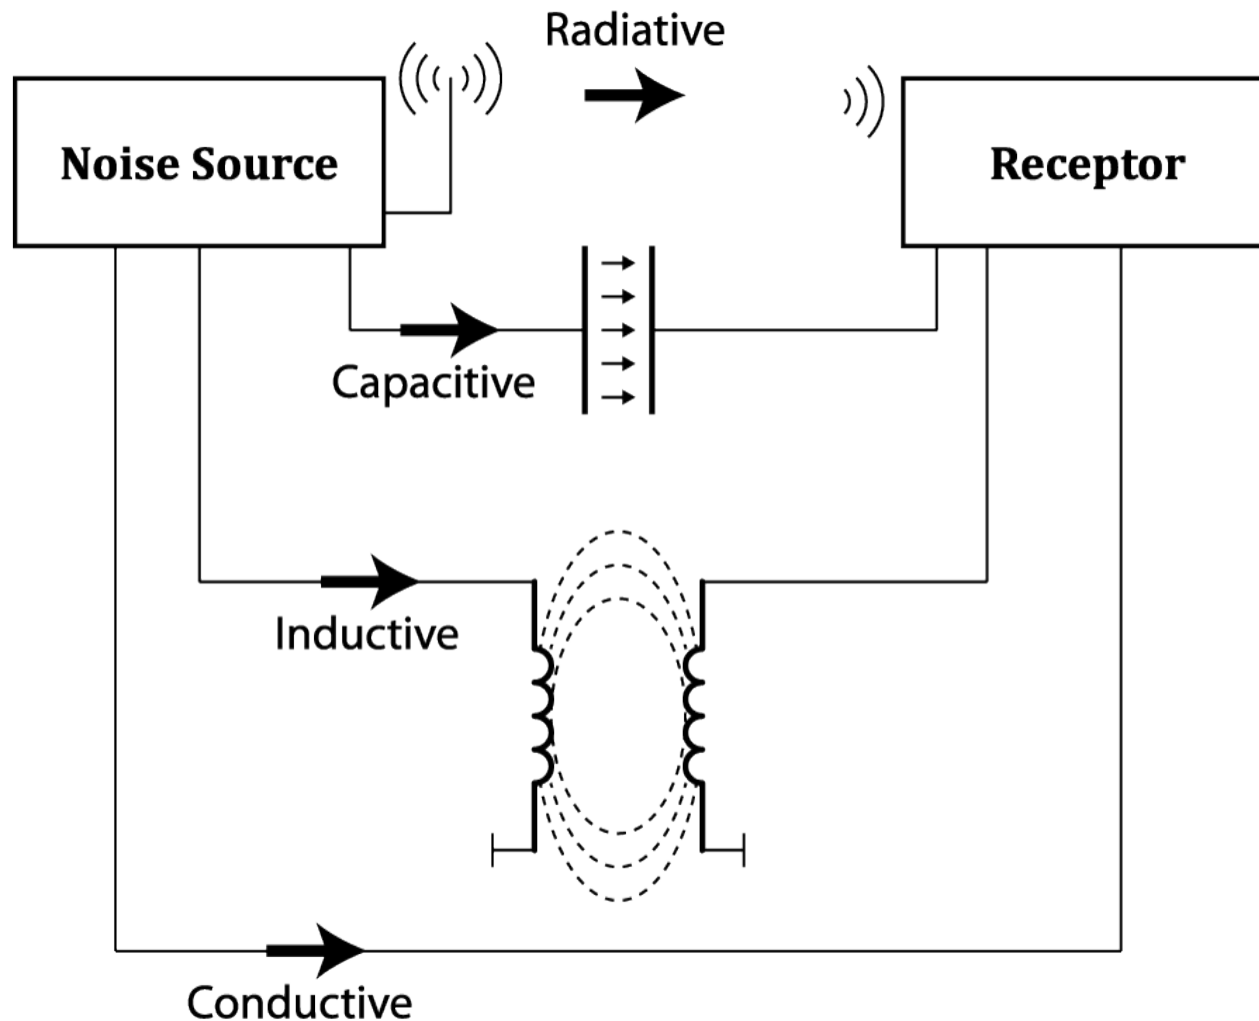 Radiative
Noise Source
Receptor
Capacitive
Inductive
Conductive